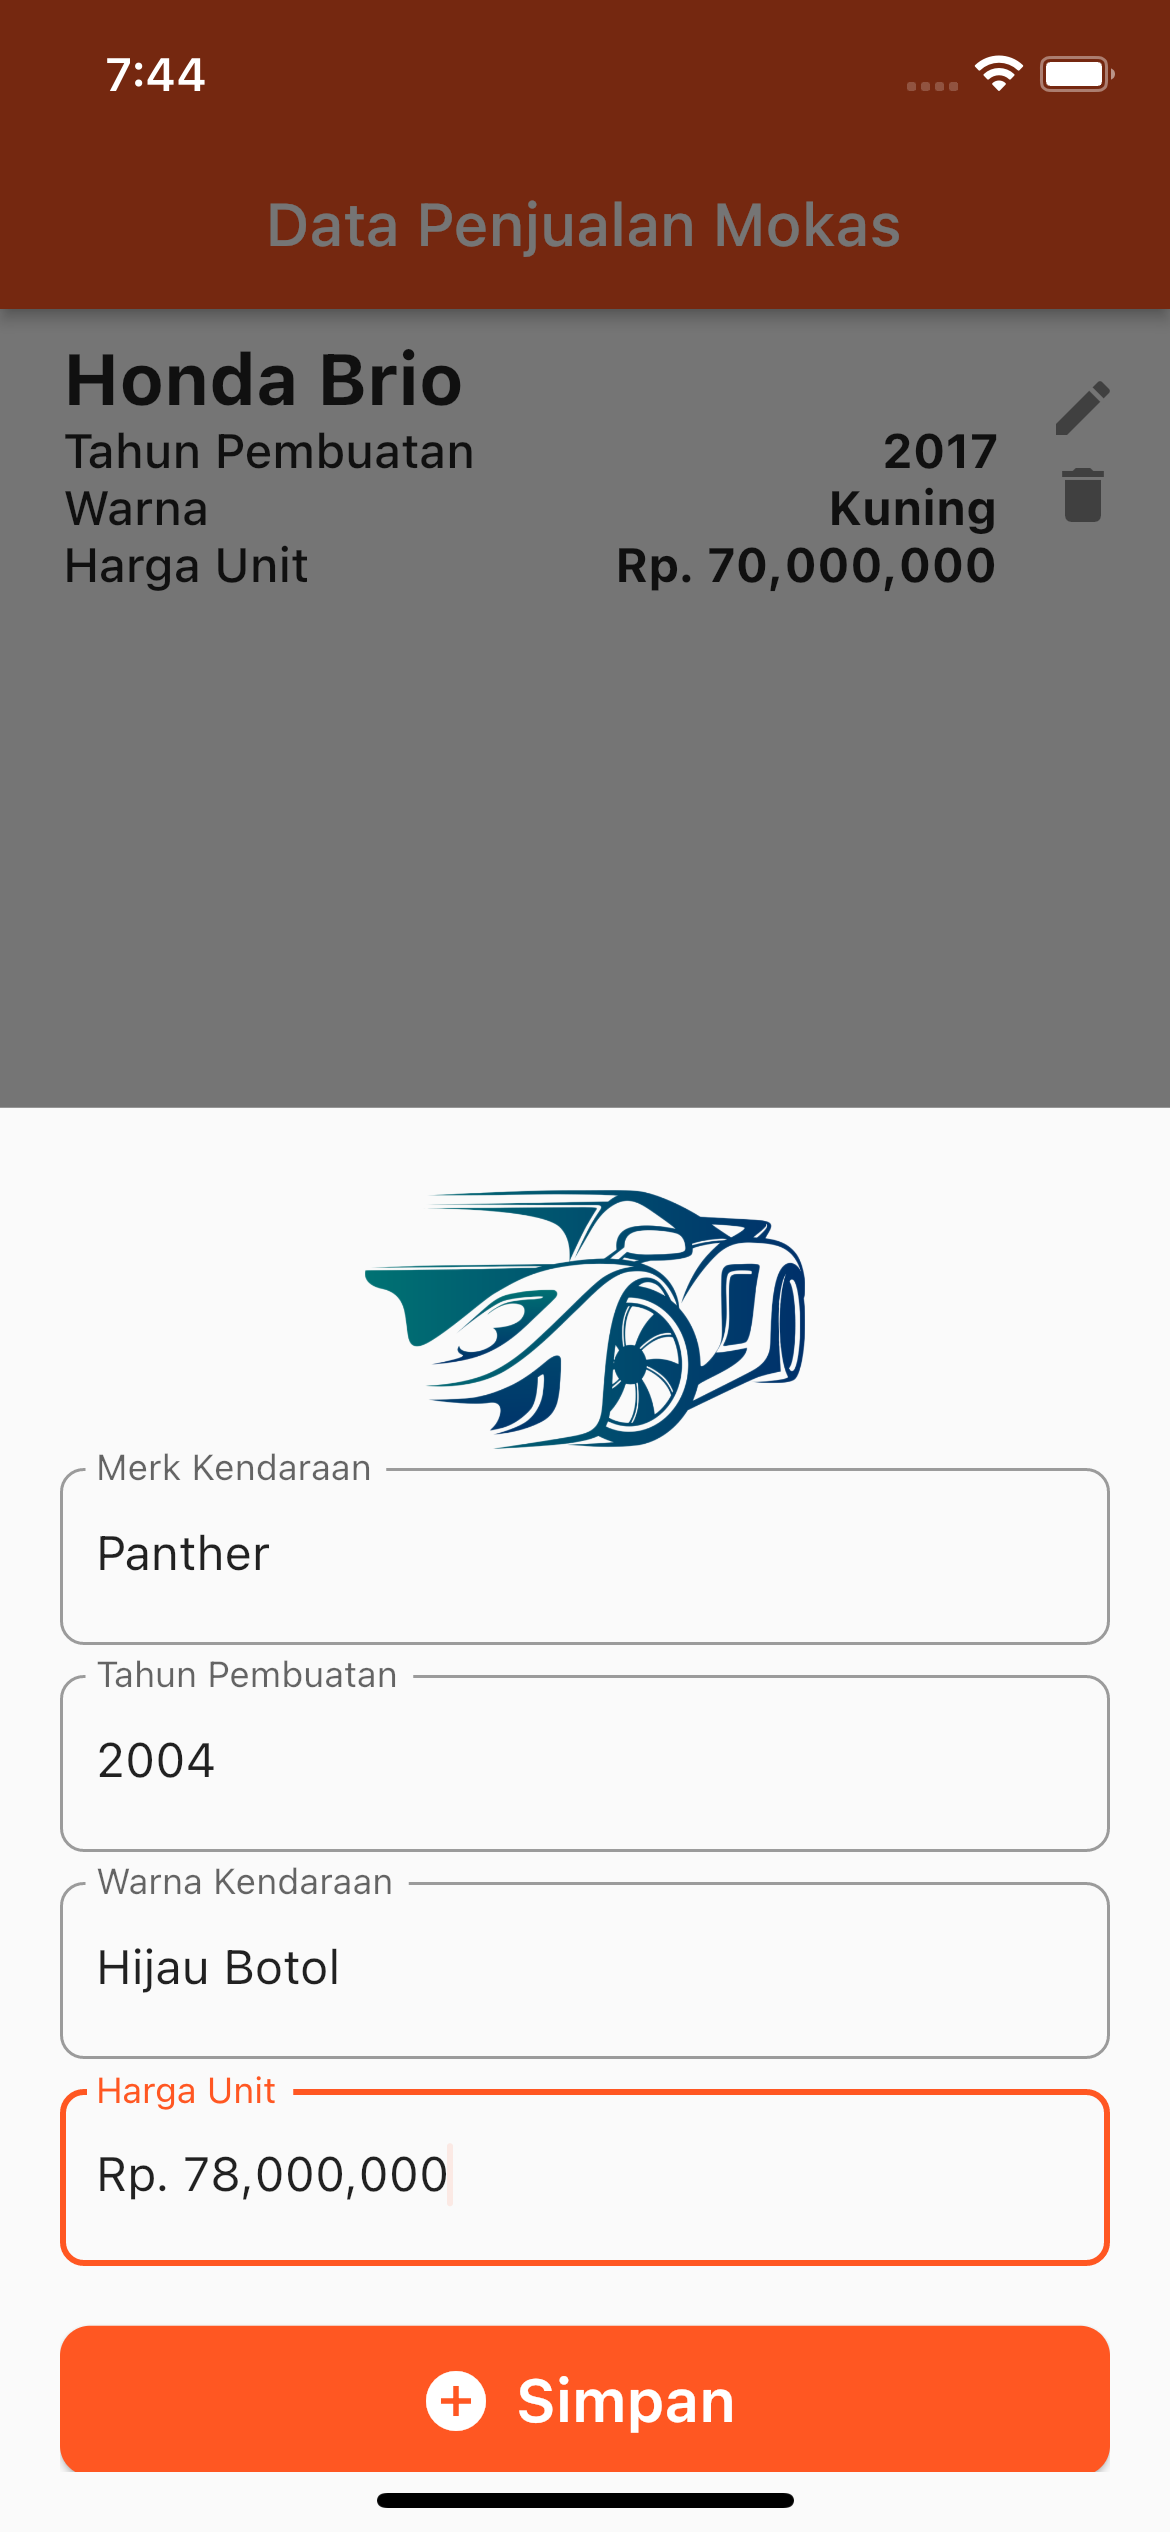 7:44
Data Penjualan Mokas
Honda Brio
Tahun Pembuatan 2017
Warna Kuning
Harga Unit Rp. 70,000,000
Merk Kendaraan
Panther
Tahun Pembuatan
2004
Warna Kendaraan
Hijau Botol
Harga Unit
Rp. 78,000,000
Simpan